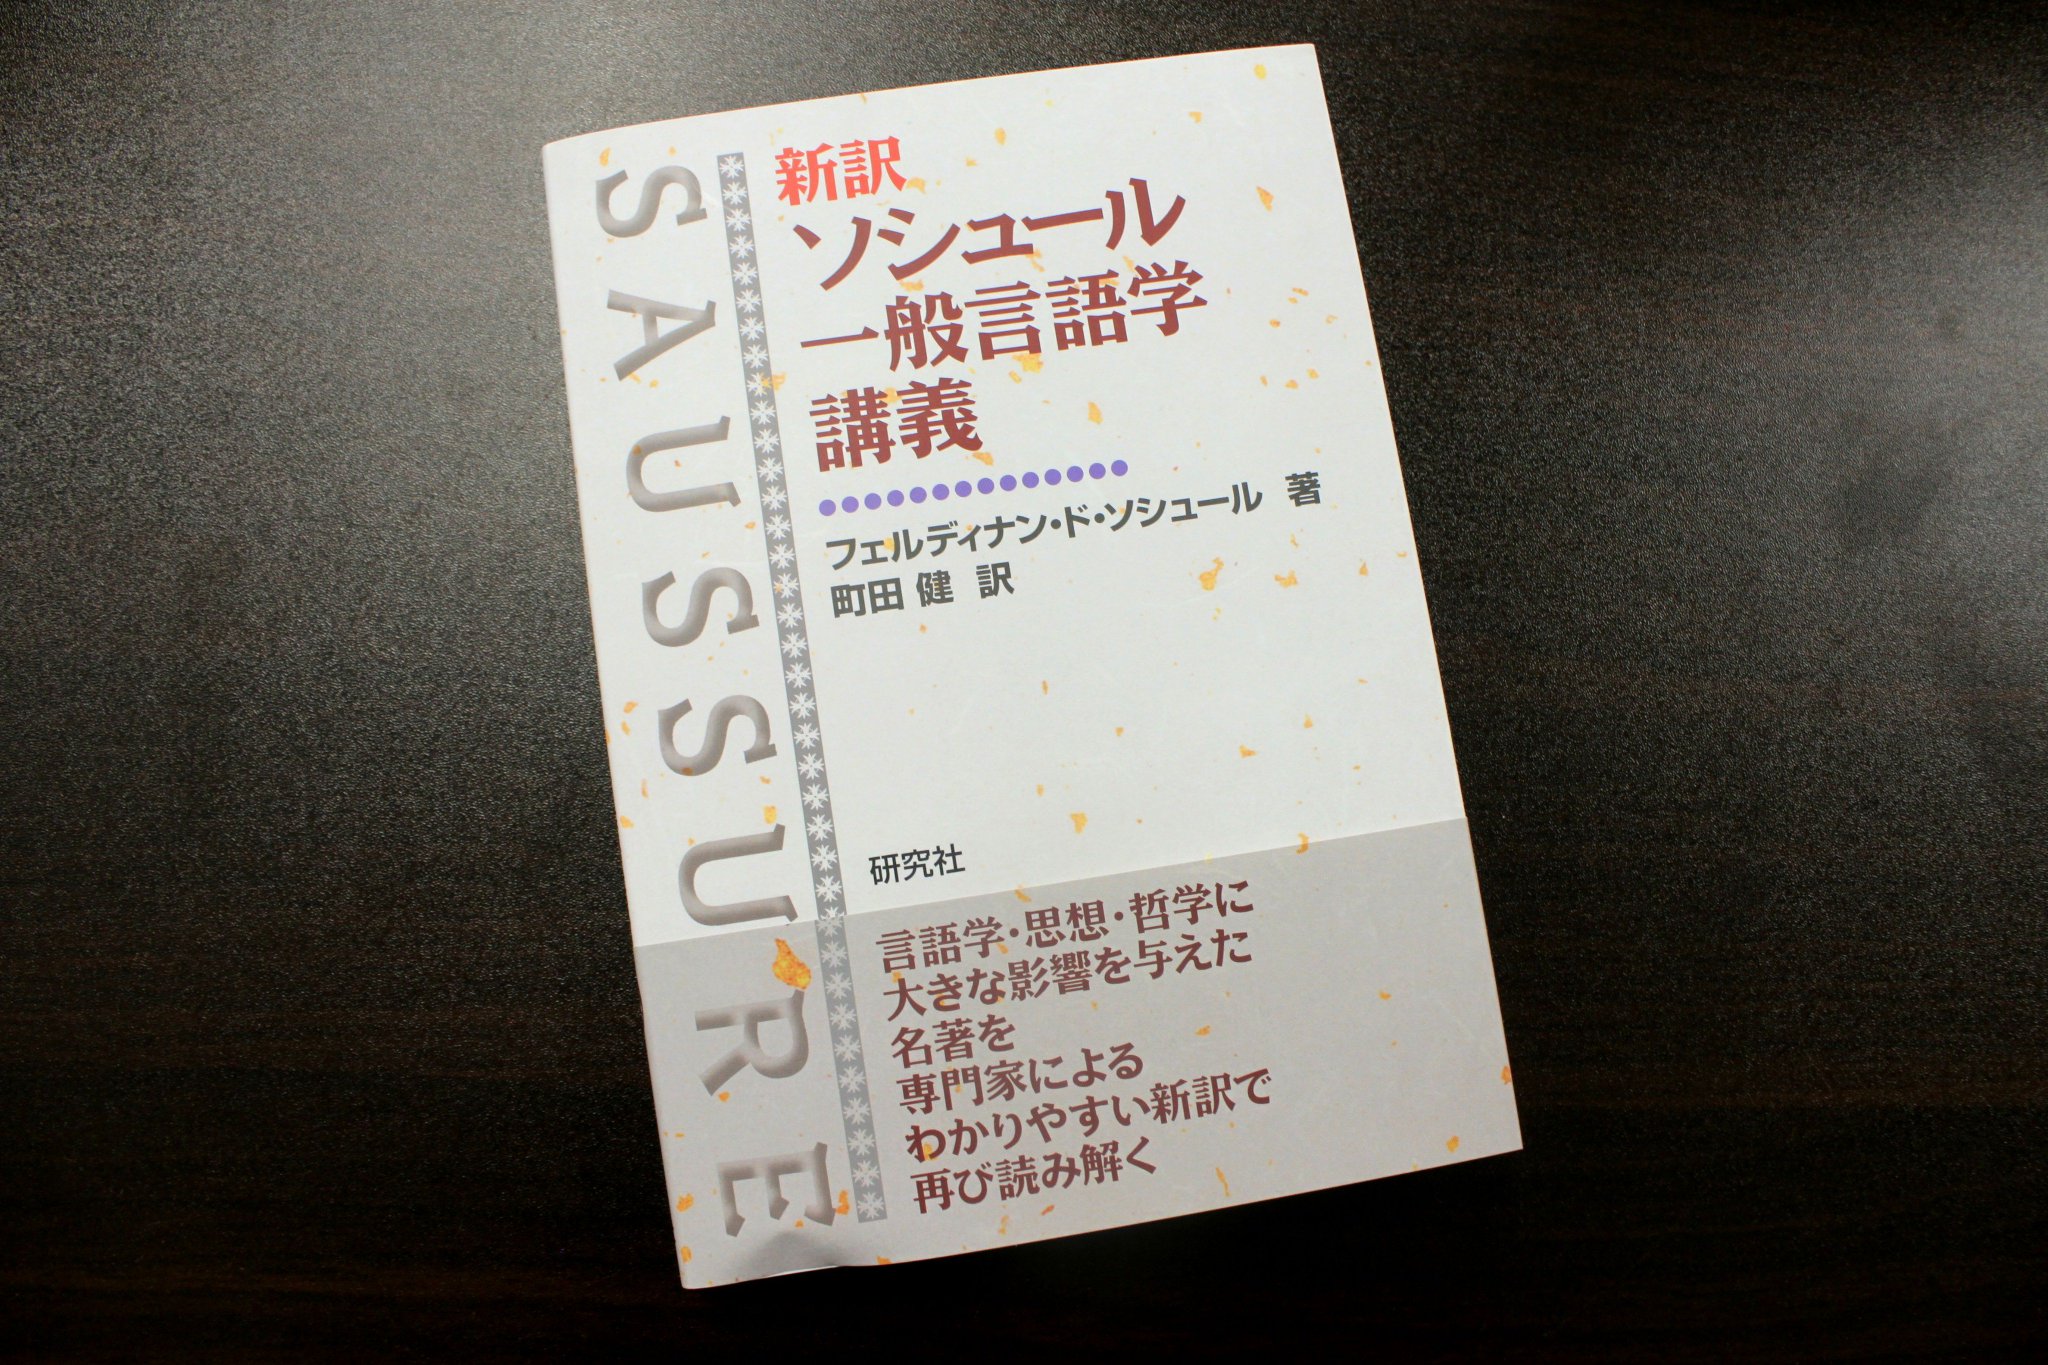 SAUSSURE
新訳
ソシュール
一般言語学
講義
フェルディナン・ド・ソシュール 著
町田 健 訳
研究社
言語学・思想・哲学に
大きな影響を与えた
名著を
専門家による
わかりやすい新訳で
再び読み解く